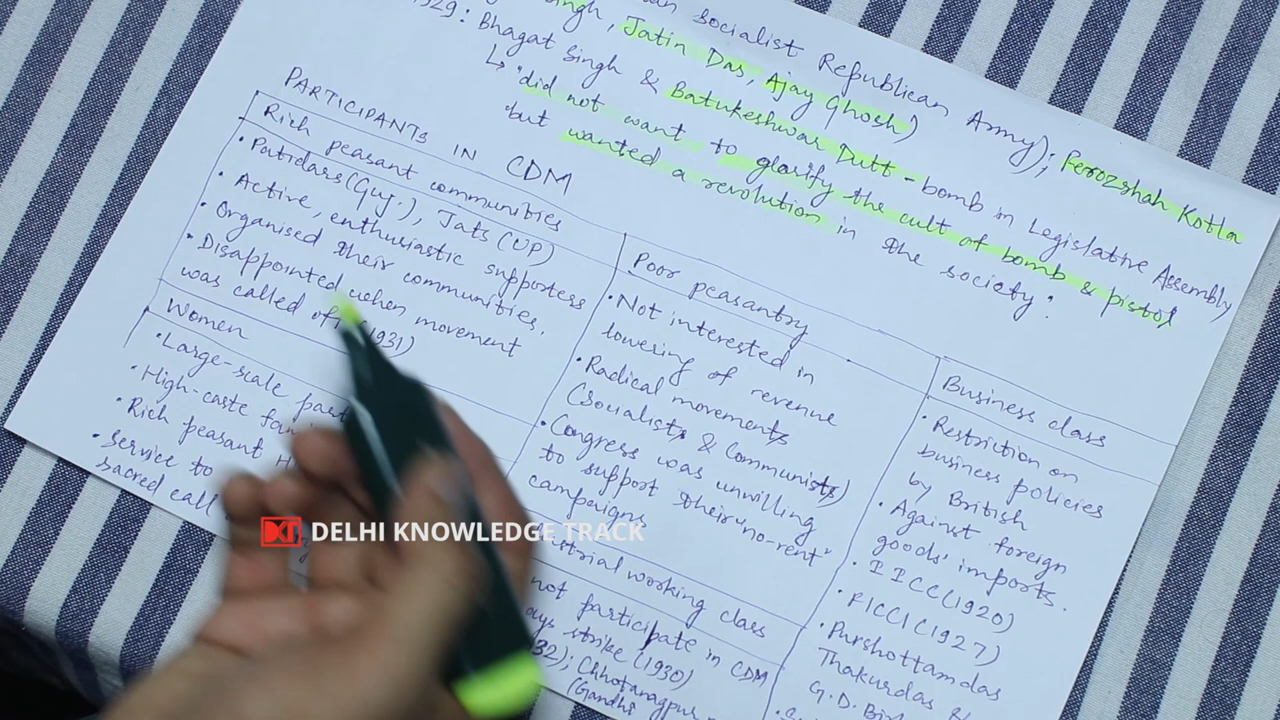 Socialist Republican Army); Ferozshah Kotla
Singh, Jatin Das, Ajay Ghosh)
1929: Bhagat Singh & Batukeshwar Dutt - bomb in Legislative Assembly
↳ "did not want to glorify the cult of bomb & pistol
but wanted a revolution in the society:
PARTICIPANTS IN CDM
Rich peasant communities
• Patidars (Guj.), Jats (UP)
• Active, enthusiastic supporters
• Organised their communities.
• Disappointed when movement
was called off (1931)
Women
• Large-scale
• High-caste
• Rich peasant
• Service to
sacred call
Poor peasantry
• Not interested in
lowering of revenue
• Radical movements
(Socialists & Communists)
• Congress was unwilling
to support their "no-rent"
campaigns
working class
not participate in CDM
strike (1930)
Chhotanagpur
(Gandhi
Business class
• Restriction on
business policies
by British
• Against foreign
goods' imports.
• IICC (1920)
• FICCI (1927)
• Purshottamdas
Thakurdas &
G.D.
DELHI KNOWLEDGE TRACK